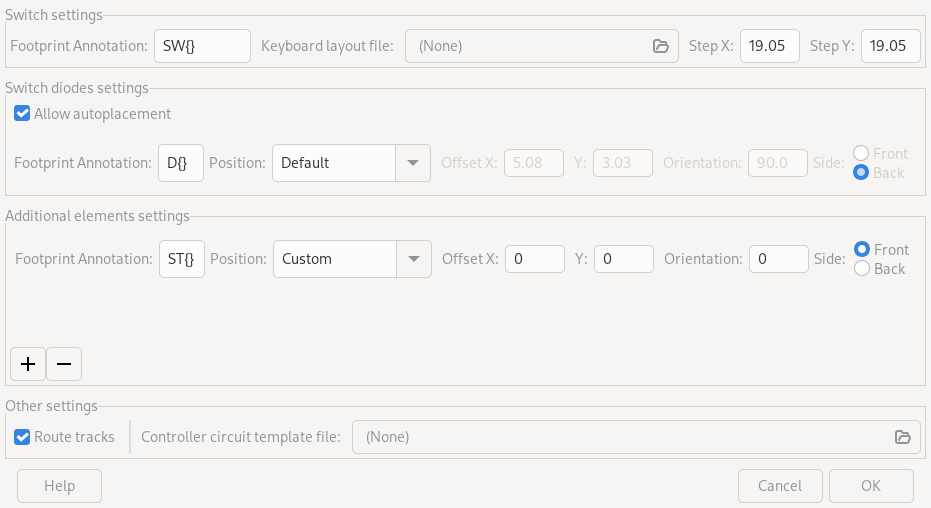 Switch settings
Footprint Annotation: SW{} Keyboard layout file: (None) Step X: 19.05 Step Y: 19.05
Switch diodes settings
Allow autoplacement
Footprint Annotation: D{} Position: Default Offset X: 5.08 Y: 3.03 Orientation: 90.0 Side: Front
Back
Additional elements settings
Footprint Annotation: ST{} Position: Custom Offset X: 0 Y: 0 Orientation: 0 Side: Front
Back
Other settings
Route tracks Controller circuit template file: (None)
Help Cancel OK